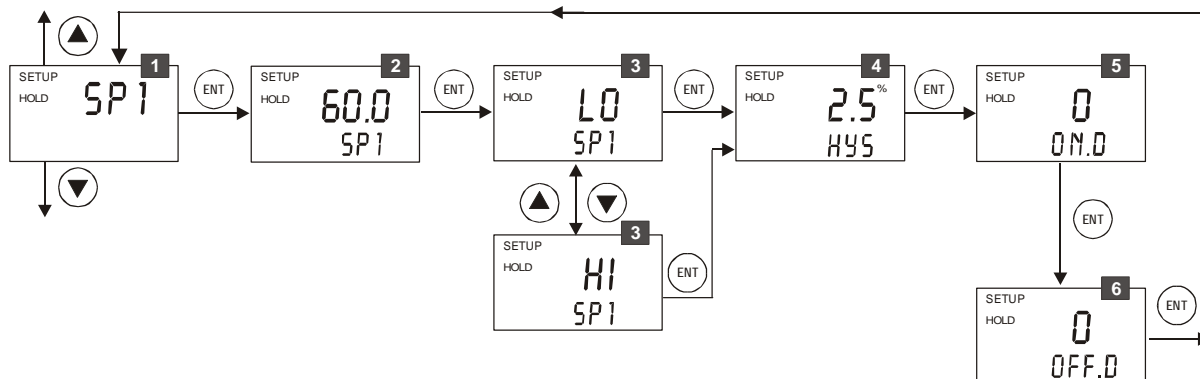 1
SETUP
HOLD
SP1
ENT
2
SETUP
HOLD
60.0
SP1
ENT
3
SETUP
HOLD
LO
SP1
ENT
4
SETUP
HOLD
2.5%
HYS
ENT
5
SETUP
HOLD
0
ON.D
ENT
3
SETUP
HOLD
HI
SP1
ENT
6
SETUP
HOLD
0
OFF.D
ENT